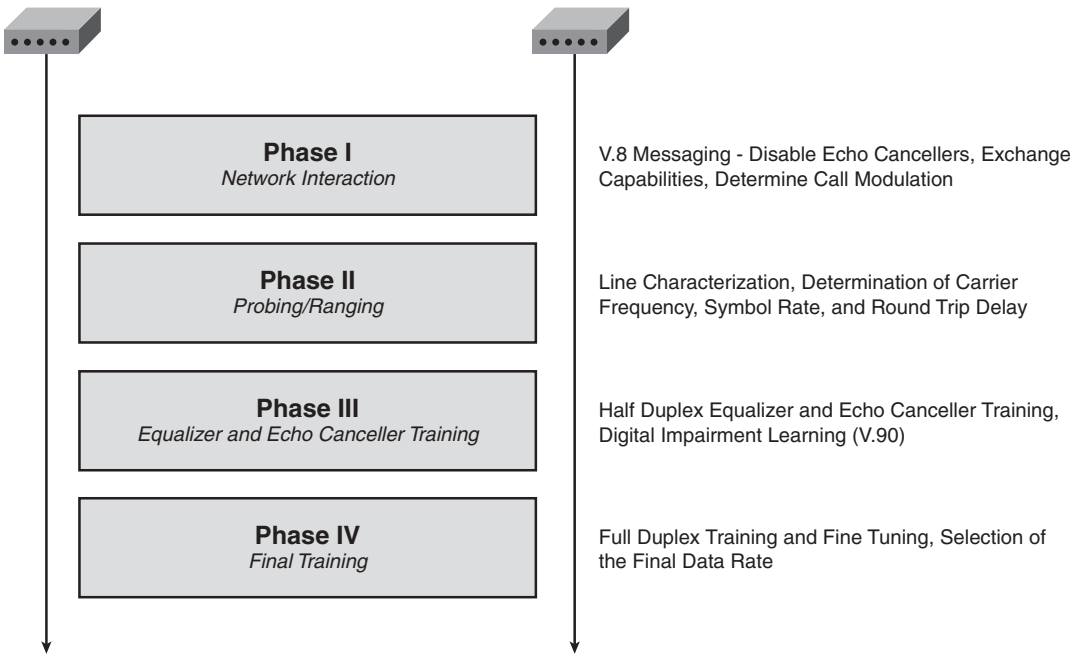 Phase I
Network Interaction
V.8 Messaging - Disable Echo Cancellers, Exchange
Capabilities, Determine Call Modulation
Phase II
Probing/Ranging
Line Characterization, Determination of Carrier
Frequency, Symbol Rate, and Round Trip Delay
Phase III
Equalizer and Echo Canceller Training
Half Duplex Equalizer and Echo Canceller Training,
Digital Impairment Learning (V.90)
Phase IV
Final Training
Full Duplex Training and Fine Tuning, Selection of
the Final Data Rate